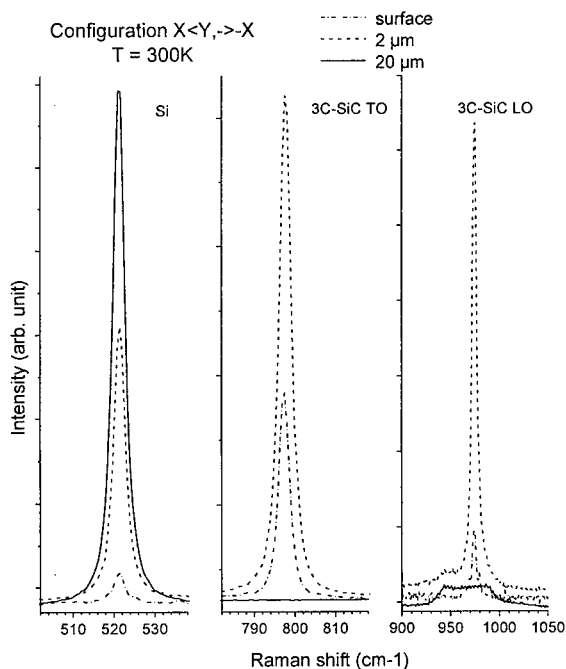 Configuration X<Y,->-X
T = 300K
surface
2 µm
20 µm
Si
3C-SiC TO
3C-SiC LO
Intensity (arb. unit)
510 520 530
790 800 810
900 950 1000 1050
Raman shift (cm-1)